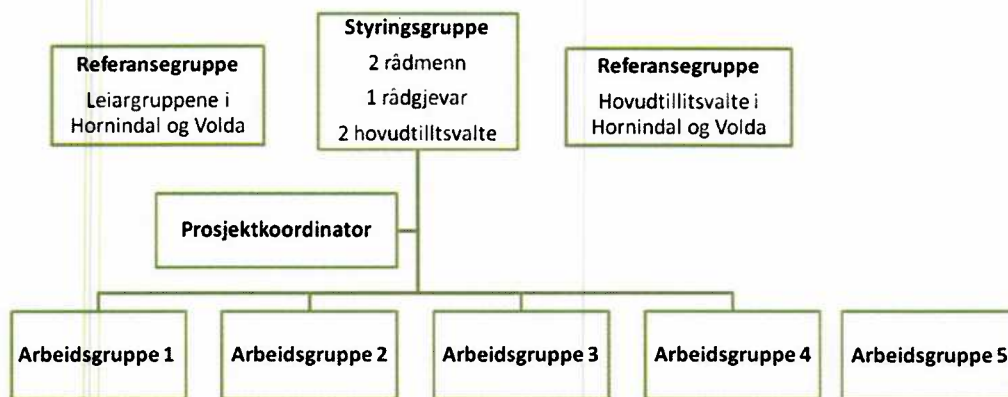 Referansegruppe
Leiargruppene i
Hornindal og Volda
Styringsgruppe
2 rådmenn
1 rådgjevar
2 hovudtilltsvalte
Referansegruppe
Hovudtillitsvalte i
Hornindal og Volda
Prosjektkoordinator
Arbeidsgruppe 1
Arbeidsgruppe 2
Arbeidsgruppe 3
Arbeidsgruppe 4
Arbeidsgruppe 5